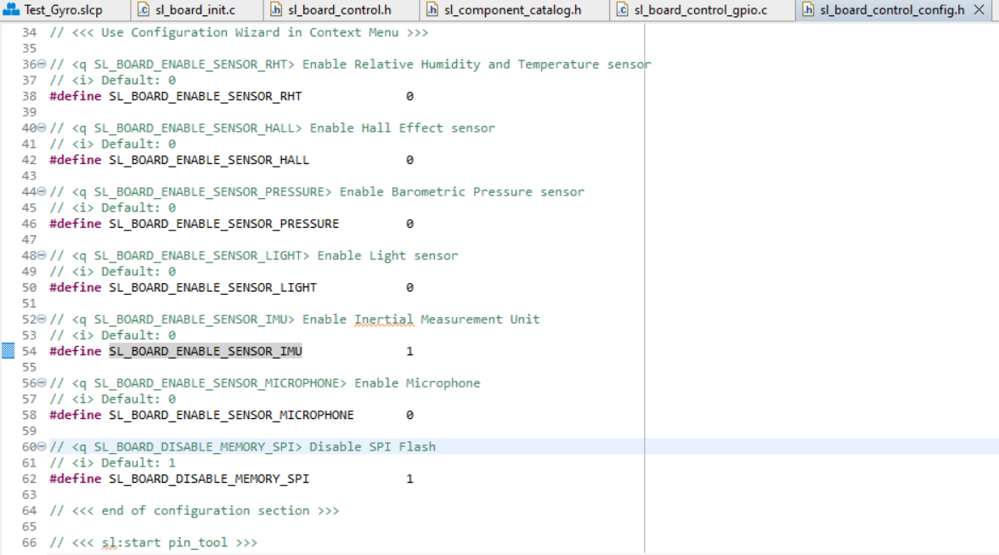 Test_Gyro.slcp sl_board_init.c sl_board_control.h sl_component_catalog.h sl_board_control_gpio.c sl_board_control_config.h
34 // <<< Use Configuration Wizard in Context Menu >>>
35
36 // <q SL_BOARD_ENABLE_SENSOR_RHT> Enable Relative Humidity and Temperature sensor
37 // <i> Default: 0
38 #define SL_BOARD_ENABLE_SENSOR_RHT 0
39
40 // <q SL_BOARD_ENABLE_SENSOR_HALL> Enable Hall Effect sensor
41 // <i> Default: 0
42 #define SL_BOARD_ENABLE_SENSOR_HALL 0
43
44 // <q SL_BOARD_ENABLE_SENSOR_PRESSURE> Enable Barometric Pressure sensor
45 // <i> Default: 0
46 #define SL_BOARD_ENABLE_SENSOR_PRESSURE 0
47
48 // <q SL_BOARD_ENABLE_SENSOR_LIGHT> Enable Light sensor
49 // <i> Default: 0
50 #define SL_BOARD_ENABLE_SENSOR_LIGHT 0
51
52 // <q SL_BOARD_ENABLE_SENSOR_IMU> Enable Inertial Measurement Unit
53 // <i> Default: 0
54 #define SL_BOARD_ENABLE_SENSOR_IMU 1
55
56 // <q SL_BOARD_ENABLE_SENSOR_MICROPHONE> Enable Microphone
57 // <i> Default: 0
58 #define SL_BOARD_ENABLE_SENSOR_MICROPHONE 0
59
60 // <q SL_BOARD_DISABLE_MEMORY_SPI> Disable SPI Flash
61 // <i> Default: 1
62 #define SL_BOARD_DISABLE_MEMORY_SPI 1
63
64 // <<< end of configuration section >>>
65
66 // <<< sl:start pin_tool >>>